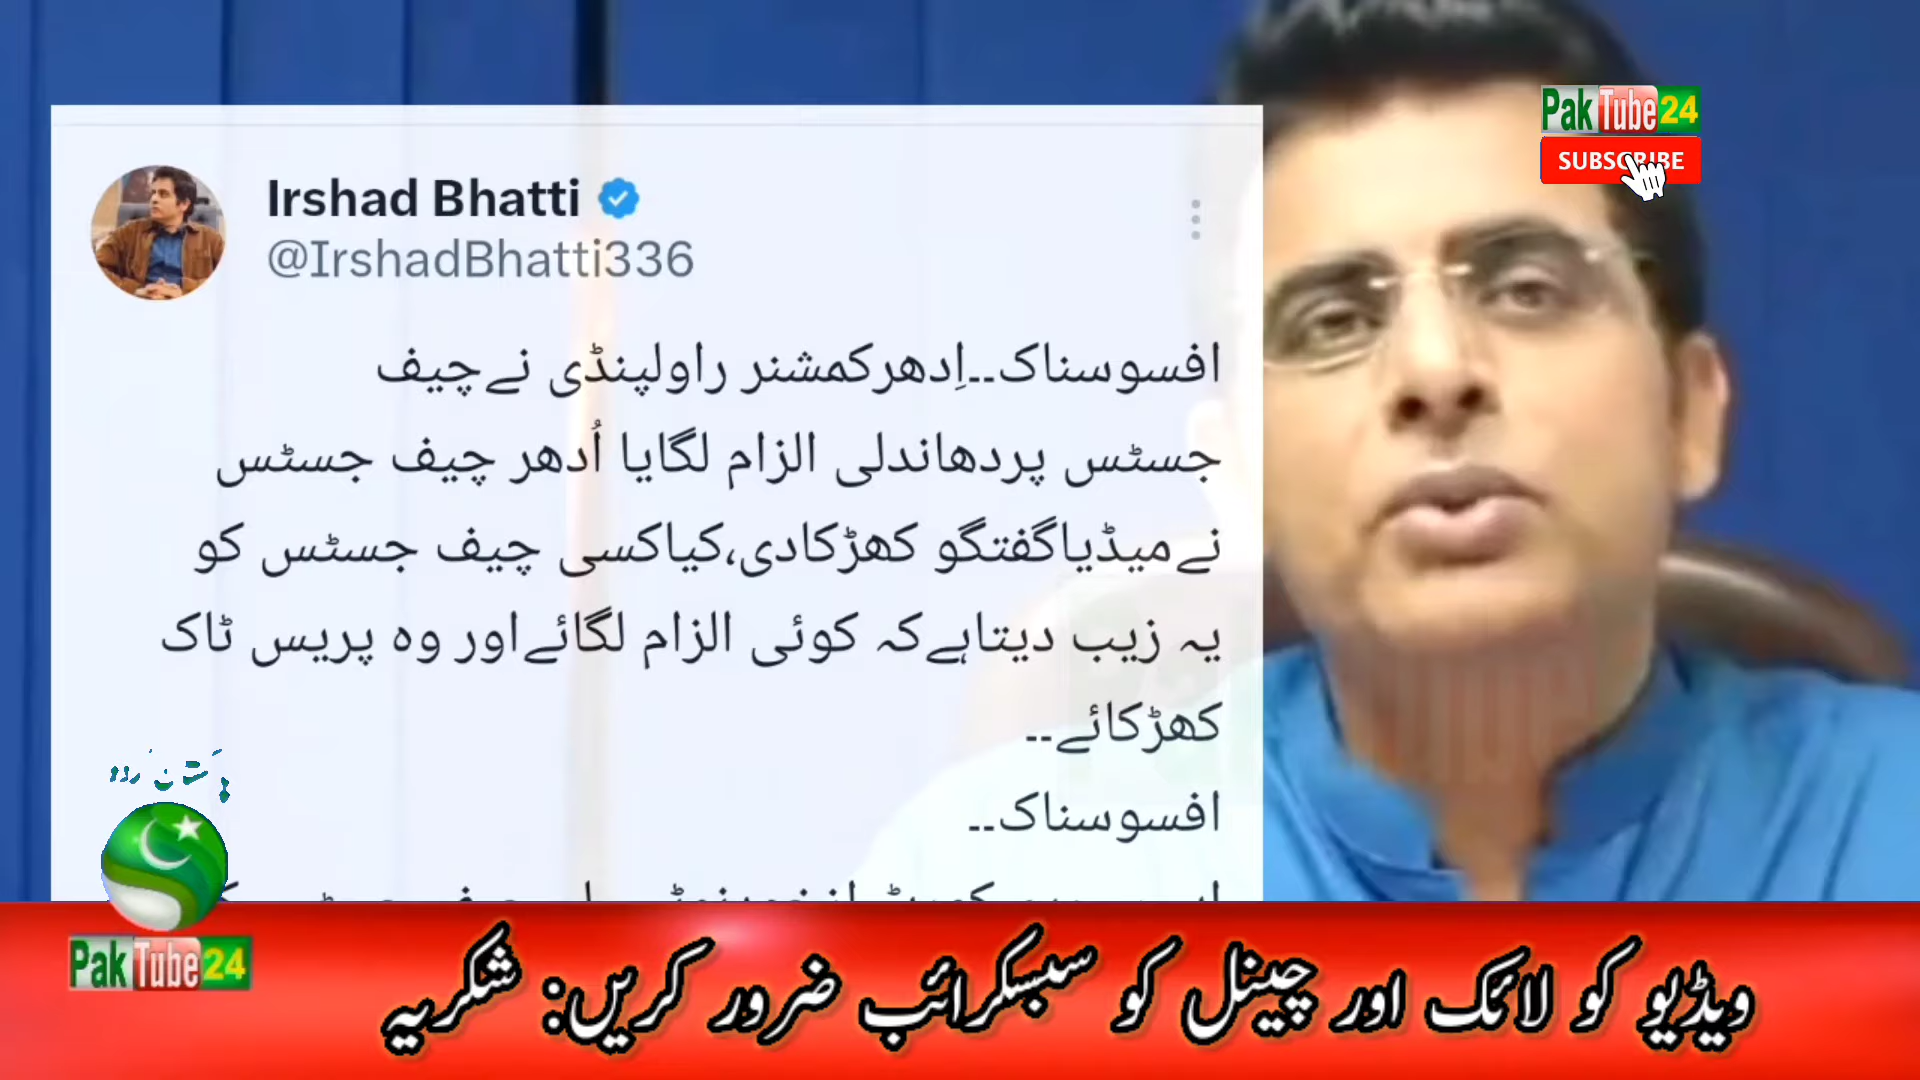 Pak Tube 24
SUBSCRIBE
Irshad Bhatti
@IrshadBhatti336
افسوسناک۔۔اِدھرکمشنر راولپنڈی نےچیف
جسٹس پردھاندلی الزام لگایا اُدھر چیف جسٹس
نےمیڈیاگفتگو کھڑکادی،کیاکسی چیف جسٹس کو
یہ زیب دیتاہےکہ کوئی الزام لگائےاور وہ پریس ٹاک
کھڑکائے۔۔
افسوسناک۔۔
Pak Tube 24
ویڈیو کو لائک اور چینل کو سبسکرائب ضرور کریں: شکریہ